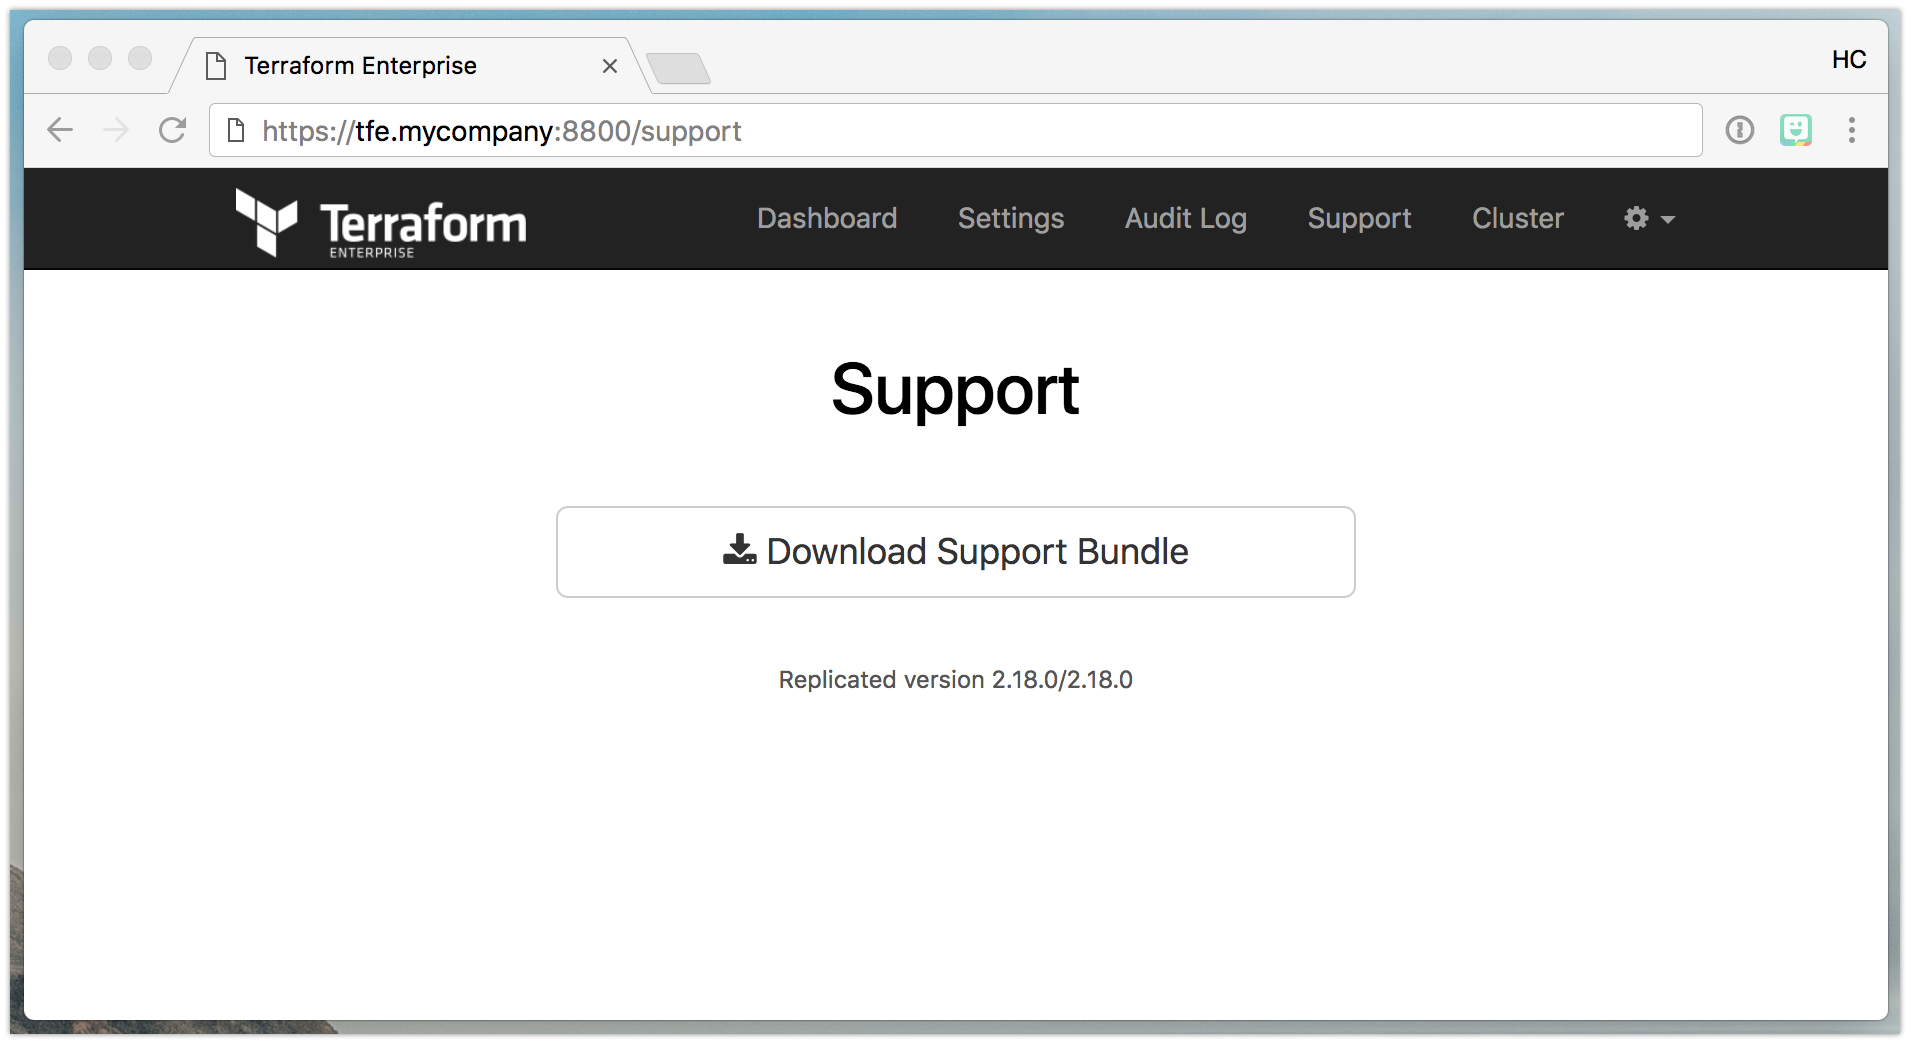 Terraform Enterprise
HC
https://tfe.mycompany:8800/support
Terraform
ENTERPRISE
Dashboard Settings Audit Log Support Cluster
Support
Download Support Bundle
Replicated version 2.18.0/2.18.0